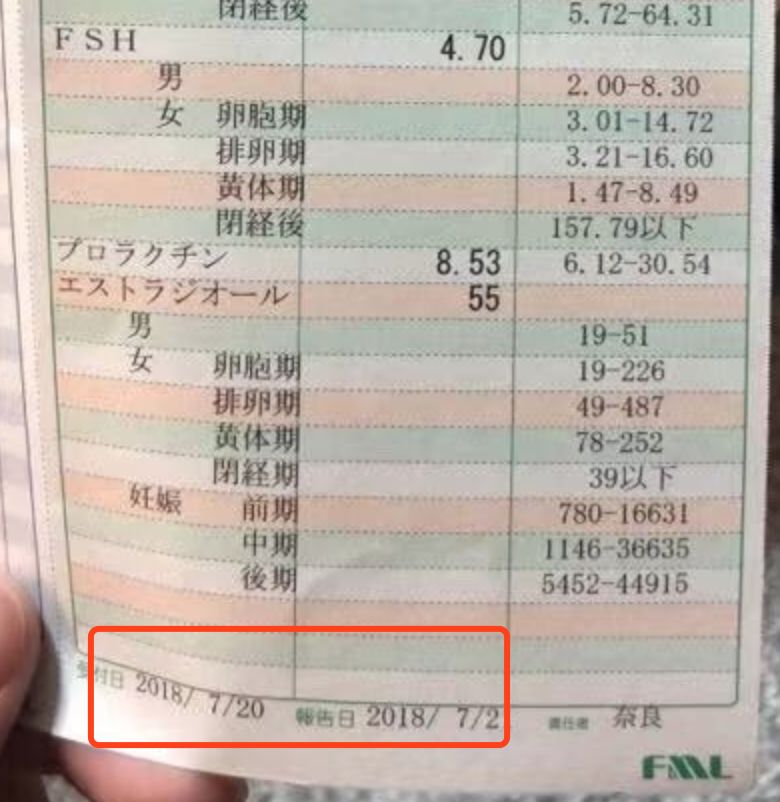 閉経後 5.72-64.31
FSH 4.70
男 2.00-8.30
女 卵胞期 3.01-14.72
排卵期 3.21-16.60
黄体期 1.47-8.49
閉経後 157.79以下
プロラクチン 8.53 6.12-30.54
エストラジオール 55
男 19-51
女 卵胞期 19-226
排卵期 49-487
黄体期 78-252
閉経期 39以下
妊娠 前期 780-16631
中期 1146-36635
後期 5452-44915
受付日 2018/ 7/20 報告日 2018/ 7/2 責任者 奈良
FML